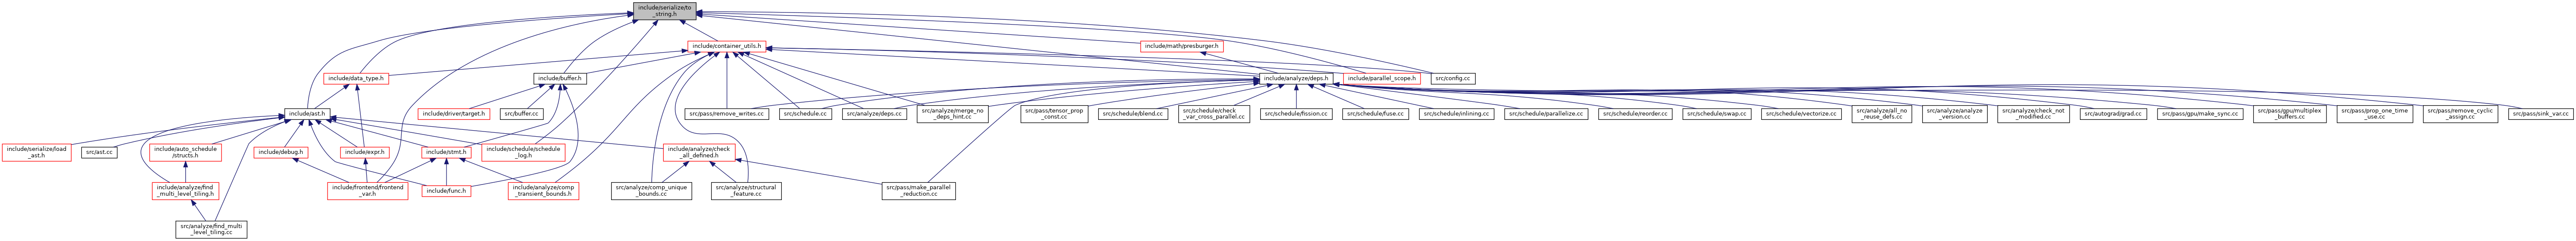 include/serialize/to
_string.h
include/container_utils.h
include/math/presburger.h
include/data_type.h
include/buffer.h
include/analyze/deps.h
include/parallel_scope.h
src/config.cc
include/ast.h
include/driver/target.h
src/buffer.cc
src/pass/remove_writes.cc
src/schedule.cc
src/analyze/deps.cc
src/analyze/merge_no
_deps_hint.cc
src/pass/tensor_prop
_const.cc
src/schedule/blend.cc
src/schedule/check
_var_cross_parallel.cc
src/schedule/fission.cc
src/schedule/fuse.cc
src/schedule/inlining.cc
src/schedule/parallelize.cc
src/schedule/reorder.cc
src/schedule/swap.cc
src/schedule/vectorize.cc
src/analyze/all_no
_reuse_defs.cc
src/analyze/analyze
_version.cc
src/analyze/check_not
_modified.cc
src/autograd/grad.cc
src/pass/gpu/make_sync.cc
src/pass/gpu/multiplex
_buffers.cc
src/pass/prop_one_time
_use.cc
src/pass/remove_cyclic
_assign.cc
src/pass/sink_var.cc
include/serialize/load
_ast.h
src/ast.cc
include/auto_schedule
/structs.h
include/debug.h
include/expr.h
include/stmt.h
include/schedule/schedule
_log.h
include/analyze/check
_all_defined.h
include/analyze/find
_multi_level_tiling.h
include/frontend/frontend
_var.h
include/func.h
include/analyze/comp
_transient_bounds.h
src/analyze/comp_unique
_bounds.cc
src/analyze/structural
_feature.cc
src/pass/make_parallel
_reduction.cc
src/analyze/find_multi
_level_tiling.cc